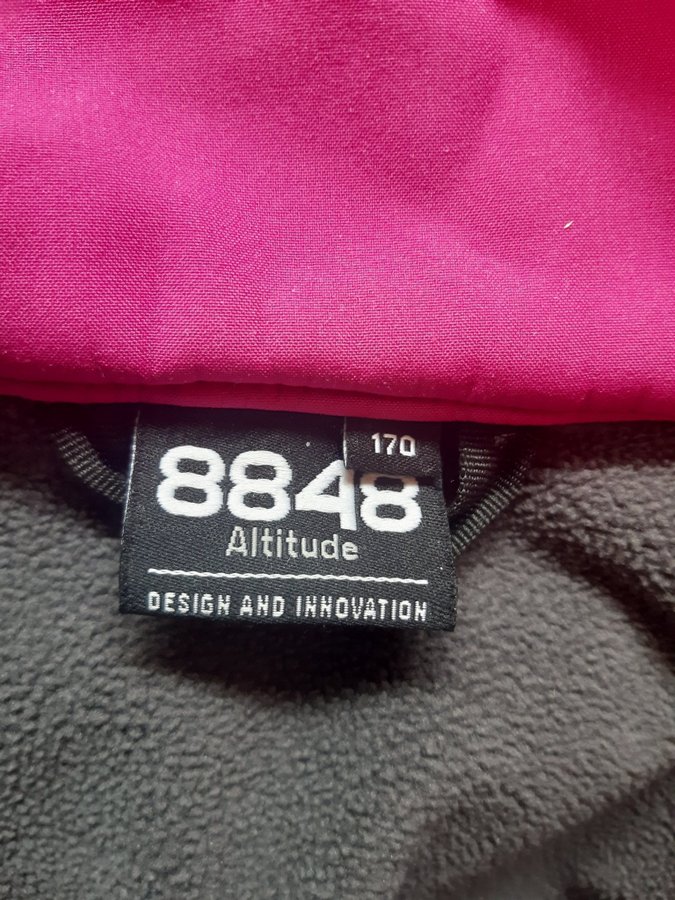 170
8848
Altitude
DESIGN AND INNOVATION